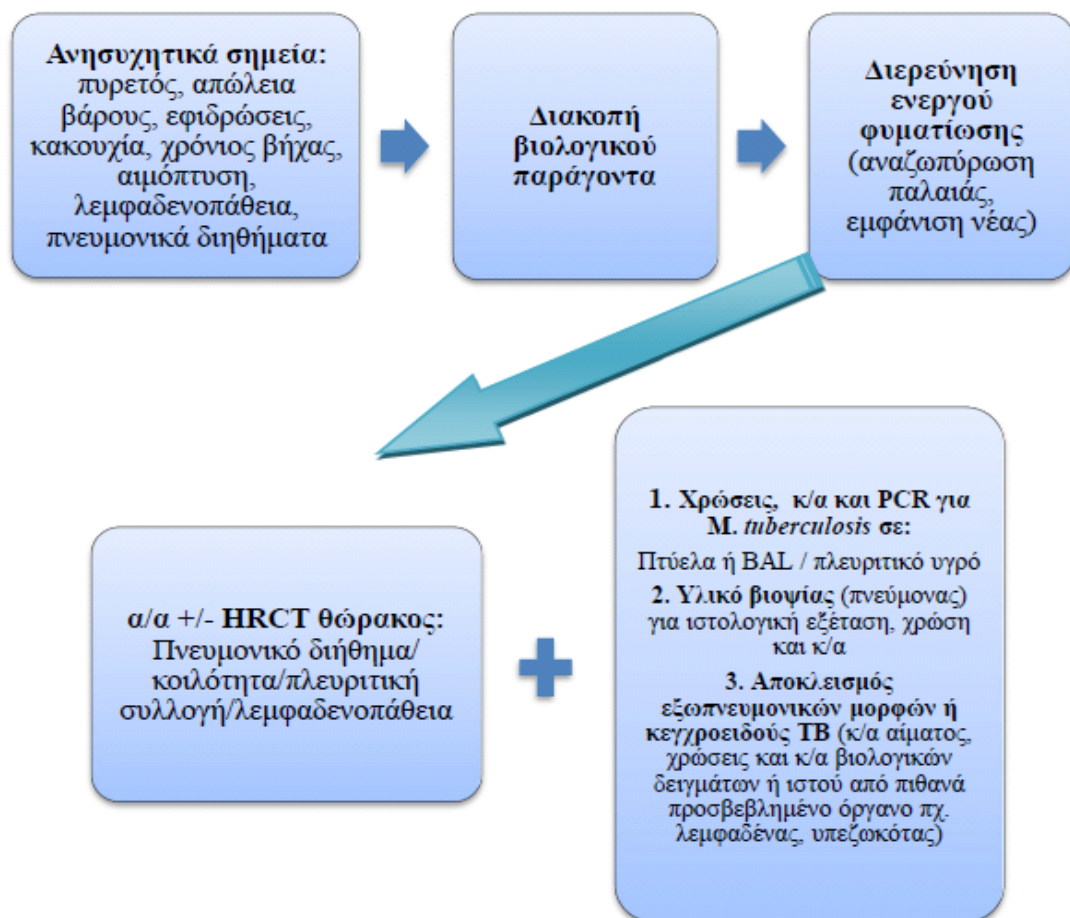 Ανησυχητικά σημεία:
πυρετός, απώλεια
βάρους, εφιδρώσεις,
κακουχία, χρόνιος βήχας,
αιμόπτυση,
λεμφαδενοπάθεια,
πνευμονικά διηθήματα
Διακοπή
βιολογικού
παράγοντα
Διερεύνηση
ενεργού
φυματίωσης
(αναζωπύρωση
παλαιάς,
εμφάνιση νέας)
α/α +/- HRCT θώρακος:
Πνευμονικό διήθημα/
κοιλότητα/πλευριτική
συλλογή/λεμφαδενοπάθεια
1. Χρώσεις, κ/α και PCR για
M. tuberculosis σε:
Πτύελα ή BAL / πλευριτικό υγρό
2. Υλικό βιοψίας (πνεύμονας)
για ιστολογική εξέταση, χρώση
και κ/α
3. Αποκλεισμός
εξωπνευμονικών μορφών ή
κεγχροειδούς TB (κ/α αίματος,
χρώσεις και κ/α βιολογικών
δειγμάτων ή ιστού από πιθανά
προσβεβλημένο όργανο πχ.
λεμφαδένας, υπεζωκότας)